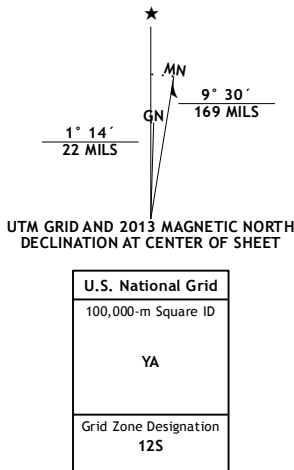 ★
MN
GN
9° 30´
169 MILS
1° 14´
22 MILS
UTM GRID AND 2013 MAGNETIC NORTH
DECLINATION AT CENTER OF SHEET
U.S. National Grid
100,000-m Square ID
YA
Grid Zone Designation
12S